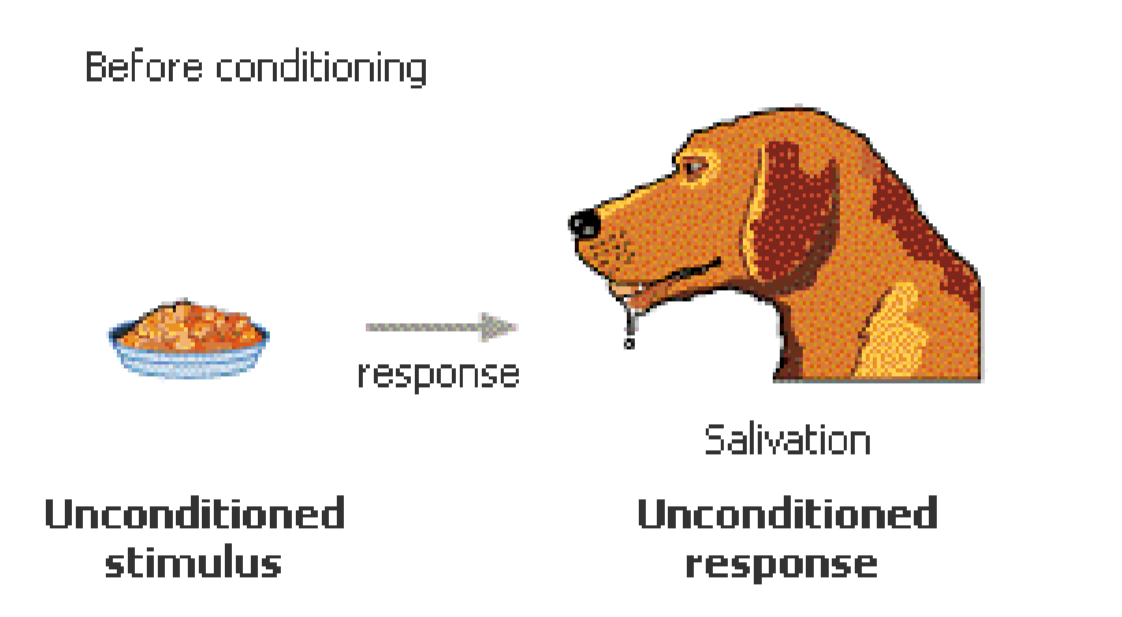 Before conditioning
response
Salivation
Unconditioned
stimulus
Unconditioned
response